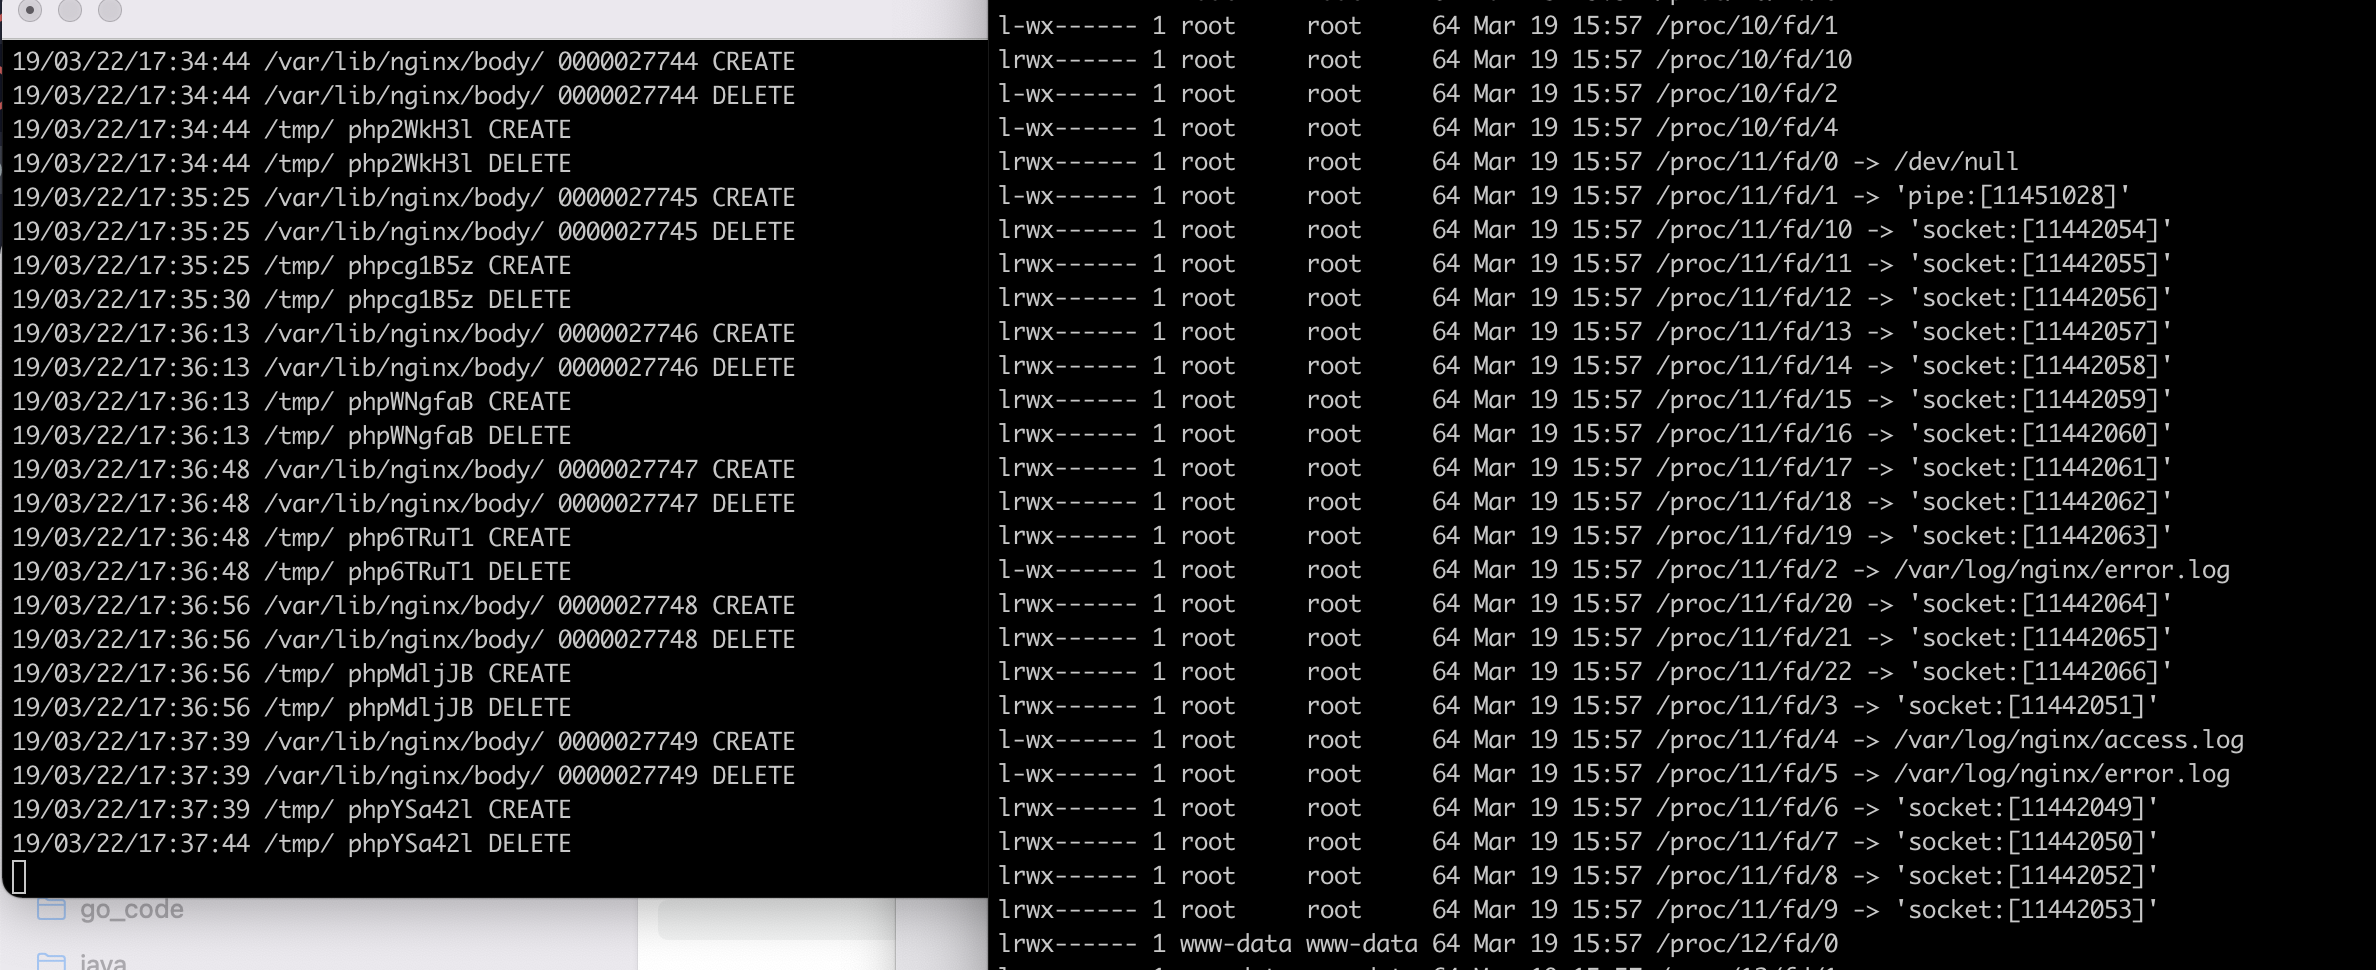 19/03/22/17:34:44 /var/lib/nginx/body/ 0000027744 CREATE
19/03/22/17:34:44 /var/lib/nginx/body/ 0000027744 DELETE
19/03/22/17:34:44 /tmp/ php2WkH3l CREATE
19/03/22/17:34:44 /tmp/ php2WkH3l DELETE
19/03/22/17:35:25 /var/lib/nginx/body/ 0000027745 CREATE
19/03/22/17:35:25 /var/lib/nginx/body/ 0000027745 DELETE
19/03/22/17:35:25 /tmp/ phpcg1B5z CREATE
19/03/22/17:35:30 /tmp/ phpcg1B5z DELETE
19/03/22/17:36:13 /var/lib/nginx/body/ 0000027746 CREATE
19/03/22/17:36:13 /var/lib/nginx/body/ 0000027746 DELETE
19/03/22/17:36:13 /tmp/ phpWNgfaB CREATE
19/03/22/17:36:13 /tmp/ phpWNgfaB DELETE
19/03/22/17:36:48 /var/lib/nginx/body/ 0000027747 CREATE
19/03/22/17:36:48 /var/lib/nginx/body/ 0000027747 DELETE
19/03/22/17:36:48 /tmp/ php6TRuT1 CREATE
19/03/22/17:36:48 /tmp/ php6TRuT1 DELETE
19/03/22/17:36:56 /var/lib/nginx/body/ 0000027748 CREATE
19/03/22/17:36:56 /var/lib/nginx/body/ 0000027748 DELETE
19/03/22/17:36:56 /tmp/ phpMdljJB CREATE
19/03/22/17:36:56 /tmp/ phpMdljJB DELETE
19/03/22/17:37:39 /var/lib/nginx/body/ 0000027749 CREATE
19/03/22/17:37:39 /var/lib/nginx/body/ 0000027749 DELETE
19/03/22/17:37:39 /tmp/ phpYSa42l CREATE
19/03/22/17:37:44 /tmp/ phpYSa42l DELETE
go_code
java
l-wx------ 1 root     root     64 Mar 19 15:57 /proc/10/fd/1
lrwx------ 1 root     root     64 Mar 19 15:57 /proc/10/fd/10
l-wx------ 1 root     root     64 Mar 19 15:57 /proc/10/fd/2
l-wx------ 1 root     root     64 Mar 19 15:57 /proc/10/fd/4
lrwx------ 1 root     root     64 Mar 19 15:57 /proc/11/fd/0 -> /dev/null
l-wx------ 1 root     root     64 Mar 19 15:57 /proc/11/fd/1 -> 'pipe:[11451028]'
lrwx------ 1 root     root     64 Mar 19 15:57 /proc/11/fd/10 -> 'socket:[11442054]'
lrwx------ 1 root     root     64 Mar 19 15:57 /proc/11/fd/11 -> 'socket:[11442055]'
lrwx------ 1 root     root     64 Mar 19 15:57 /proc/11/fd/12 -> 'socket:[11442056]'
lrwx------ 1 root     root     64 Mar 19 15:57 /proc/11/fd/13 -> 'socket:[11442057]'
lrwx------ 1 root     root     64 Mar 19 15:57 /proc/11/fd/14 -> 'socket:[11442058]'
lrwx------ 1 root     root     64 Mar 19 15:57 /proc/11/fd/15 -> 'socket:[11442059]'
lrwx------ 1 root     root     64 Mar 19 15:57 /proc/11/fd/16 -> 'socket:[11442060]'
lrwx------ 1 root     root     64 Mar 19 15:57 /proc/11/fd/17 -> 'socket:[11442061]'
lrwx------ 1 root     root     64 Mar 19 15:57 /proc/11/fd/18 -> 'socket:[11442062]'
lrwx------ 1 root     root     64 Mar 19 15:57 /proc/11/fd/19 -> 'socket:[11442063]'
l-wx------ 1 root     root     64 Mar 19 15:57 /proc/11/fd/2 -> /var/log/nginx/error.log
lrwx------ 1 root     root     64 Mar 19 15:57 /proc/11/fd/20 -> 'socket:[11442064]'
lrwx------ 1 root     root     64 Mar 19 15:57 /proc/11/fd/21 -> 'socket:[11442065]'
lrwx------ 1 root     root     64 Mar 19 15:57 /proc/11/fd/22 -> 'socket:[11442066]'
lrwx------ 1 root     root     64 Mar 19 15:57 /proc/11/fd/3 -> 'socket:[11442051]'
l-wx------ 1 root     root     64 Mar 19 15:57 /proc/11/fd/4 -> /var/log/nginx/access.log
l-wx------ 1 root     root     64 Mar 19 15:57 /proc/11/fd/5 -> /var/log/nginx/error.log
lrwx------ 1 root     root     64 Mar 19 15:57 /proc/11/fd/6 -> 'socket:[11442049]'
lrwx------ 1 root     root     64 Mar 19 15:57 /proc/11/fd/7 -> 'socket:[11442050]'
lrwx------ 1 root     root     64 Mar 19 15:57 /proc/11/fd/8 -> 'socket:[11442052]'
lrwx------ 1 root     root     64 Mar 19 15:57 /proc/11/fd/9 -> 'socket:[11442053]'
lrwx------ 1 www-data www-data 64 Mar 19 15:57 /proc/12/fd/0